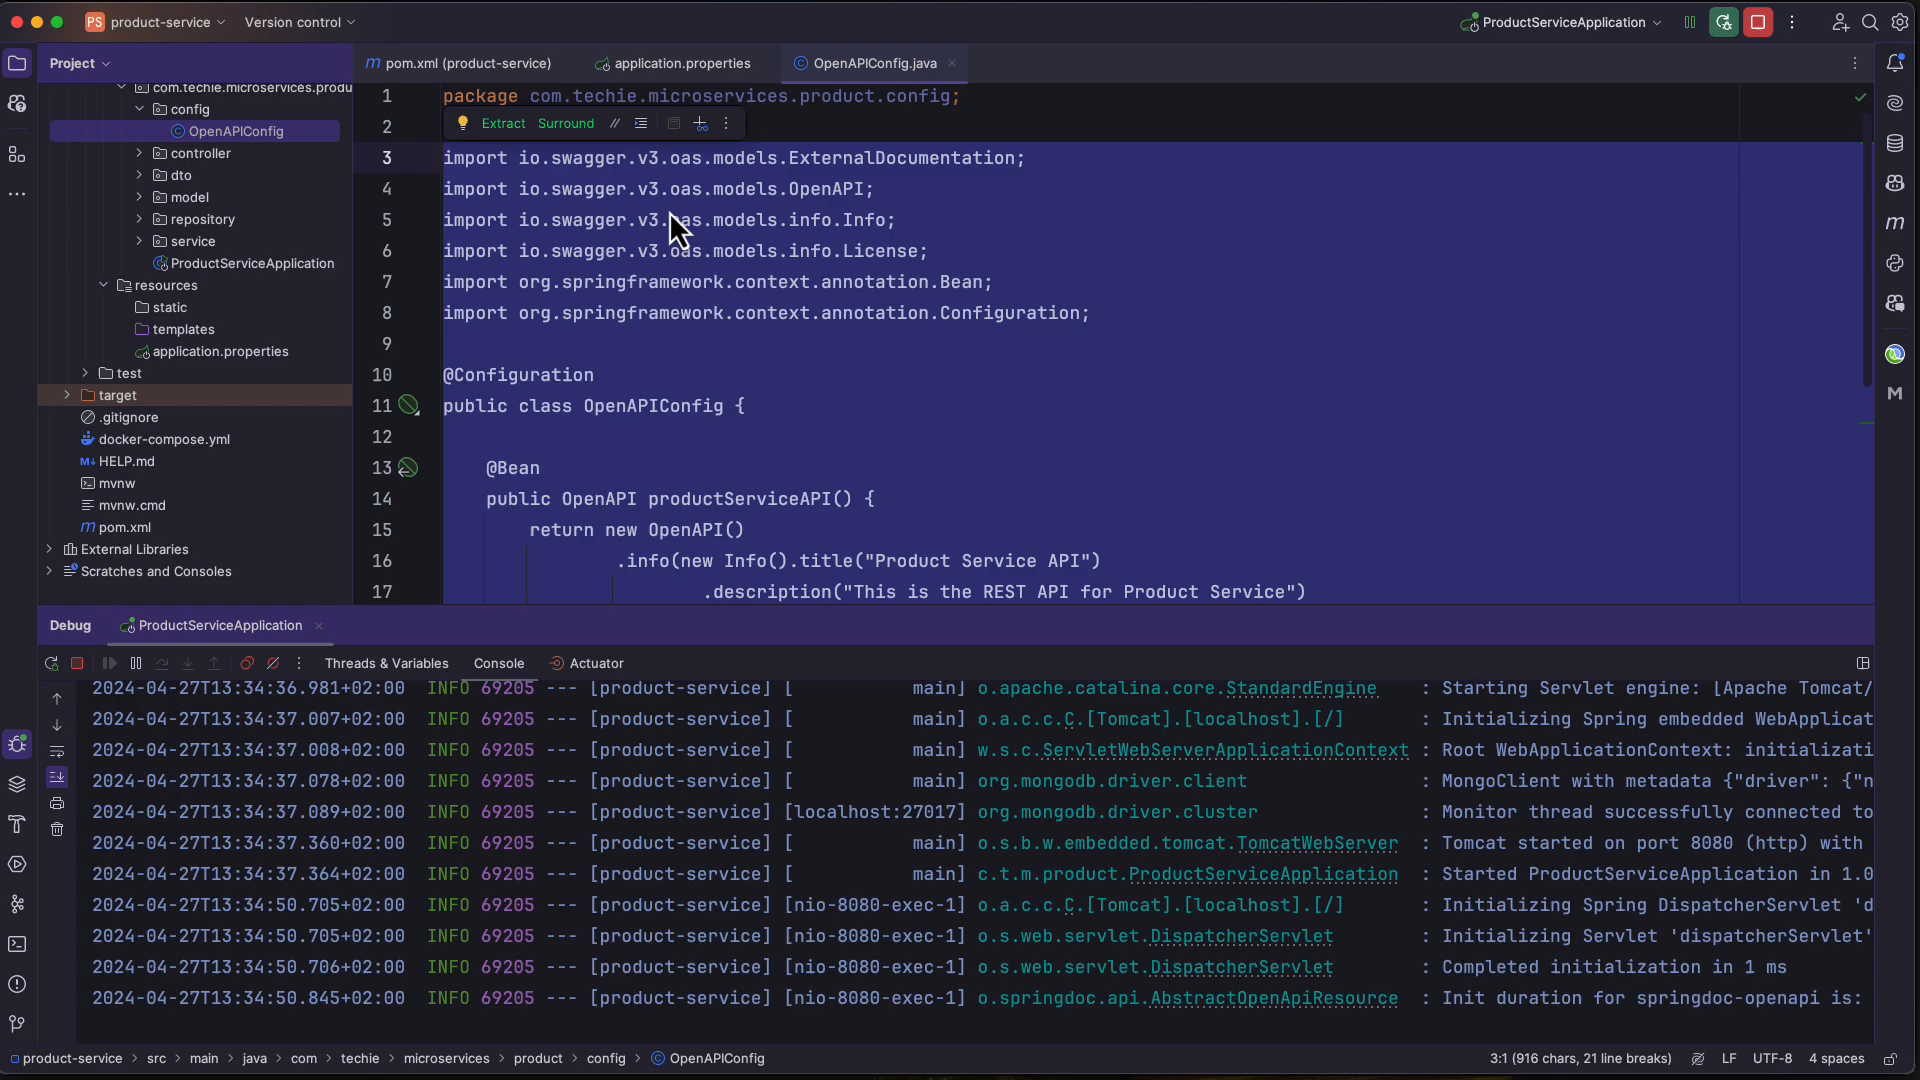 PS product-service Version control ProductServiceApplication
Project pom.xml (product-service) application.properties OpenAPIConfig.java
com.techie.microservices.produ
config
OpenAPIConfig
controller
dto
model
repository
service
ProductServiceApplication
resources
static
templates
application.properties
test
target
.gitignore
docker-compose.yml
HELP.md
mvnw
mvnw.cmd
pom.xml
External Libraries
Scratches and Consoles
1 package com.techie.microservices.product.config;
2
Extract Surround //
3 import io.swagger.v3.oas.models.ExternalDocumentation;
4 import io.swagger.v3.oas.models.OpenAPI;
5 import io.swagger.v3.oas.models.info.Info;
6 import io.swagger.v3.oas.models.info.License;
7 import org.springframework.context.annotation.Bean;
8 import org.springframework.context.annotation.Configuration;
9
10 @Configuration
11 public class OpenAPIConfig {
12
13 @Bean
14 public OpenAPI productServiceAPI() {
15 return new OpenAPI()
16 .info(new Info().title("Product Service API")
17 .description("This is the REST API for Product Service")
Debug ProductServiceApplication
Threads & Variables Console Actuator
2024-04-27T13:34:36.981+02:00 INFO 69205 --- [product-service] [ main] o.apache.catalina.core.StandardEngine : Starting Servlet engine: [Apache Tomcat/
2024-04-27T13:34:37.007+02:00 INFO 69205 --- [product-service] [ main] o.a.c.c.C.[Tomcat].[localhost].[/] : Initializing Spring embedded WebApplicat
2024-04-27T13:34:37.008+02:00 INFO 69205 --- [product-service] [ main] w.s.c.ServletWebServerApplicationContext : Root WebApplicationContext: initializati
2024-04-27T13:34:37.078+02:00 INFO 69205 --- [product-service] [ main] org.mongodb.driver.client : MongoClient with metadata {"driver": {"n
2024-04-27T13:34:37.089+02:00 INFO 69205 --- [product-service] [localhost:27017] org.mongodb.driver.cluster : Monitor thread successfully connected to
2024-04-27T13:34:37.360+02:00 INFO 69205 --- [product-service] [ main] o.s.b.w.embedded.tomcat.TomcatWebServer : Tomcat started on port 8080 (http) with
2024-04-27T13:34:37.364+02:00 INFO 69205 --- [product-service] [ main] c.t.m.product.ProductServiceApplication : Started ProductServiceApplication in 1.0
2024-04-27T13:34:50.705+02:00 INFO 69205 --- [product-service] [nio-8080-exec-1] o.a.c.c.C.[Tomcat].[localhost].[/] : Initializing Spring DispatcherServlet 'd
2024-04-27T13:34:50.705+02:00 INFO 69205 --- [product-service] [nio-8080-exec-1] o.s.web.servlet.DispatcherServlet : Initializing Servlet 'dispatcherServlet'
2024-04-27T13:34:50.706+02:00 INFO 69205 --- [product-service] [nio-8080-exec-1] o.s.web.servlet.DispatcherServlet : Completed initialization in 1 ms
2024-04-27T13:34:50.845+02:00 INFO 69205 --- [product-service] [nio-8080-exec-1] o.springdoc.api.AbstractOpenApiResource : Init duration for springdoc-openapi is:
product-service > src > main > java > com > techie > microservices > product > config > OpenAPIConfig 3:1 (916 chars, 21 line breaks) LF UTF-8 4 spaces